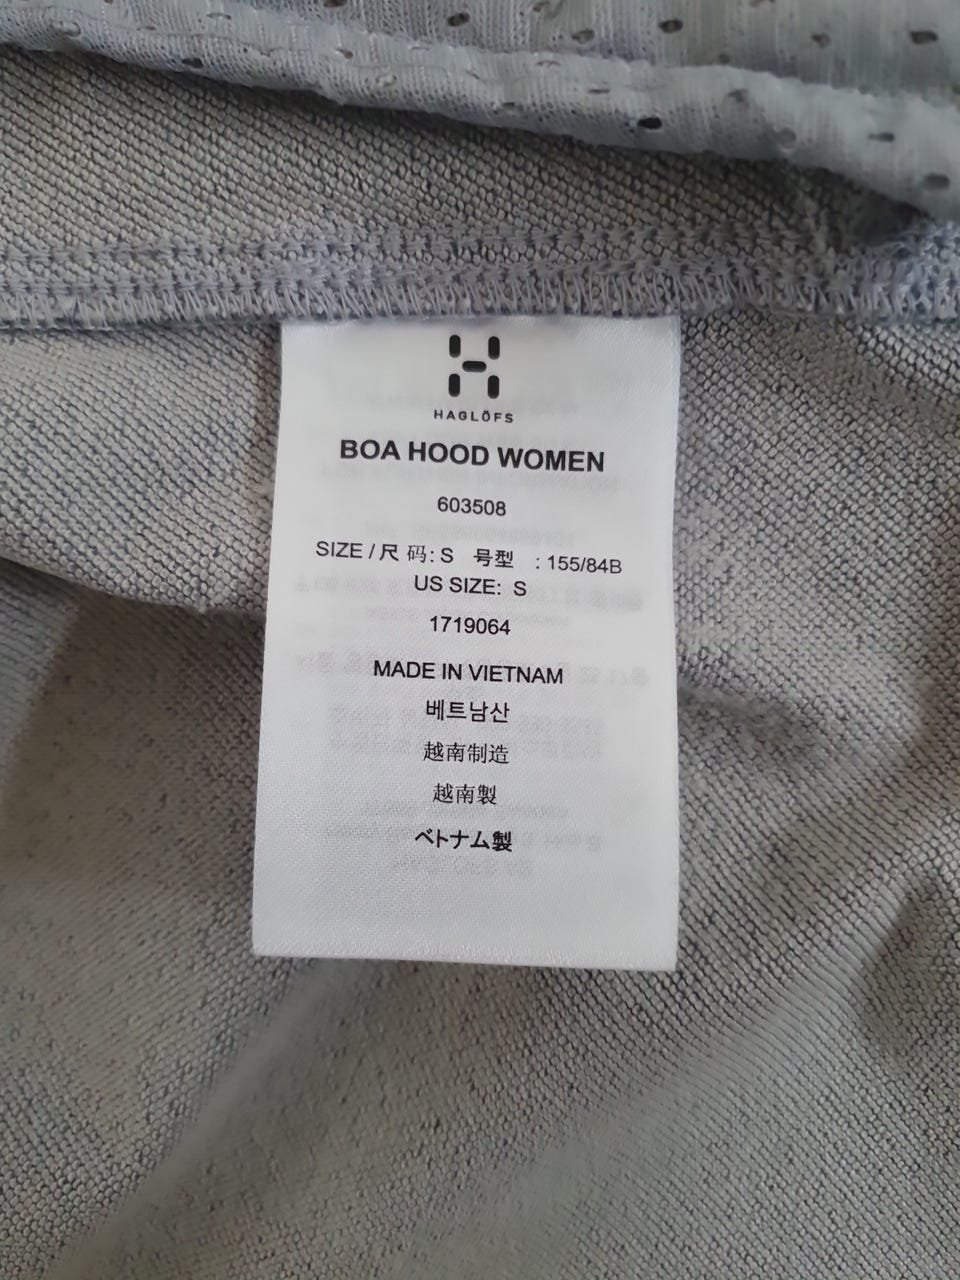 HAGLÖFS
BOA HOOD WOMEN
603508
SIZE / 尺 码: S 号型 : 155/84B
US SIZE: S
1719064
MADE IN VIETNAM
베트남산
越南制造
越南製
ベトナム製